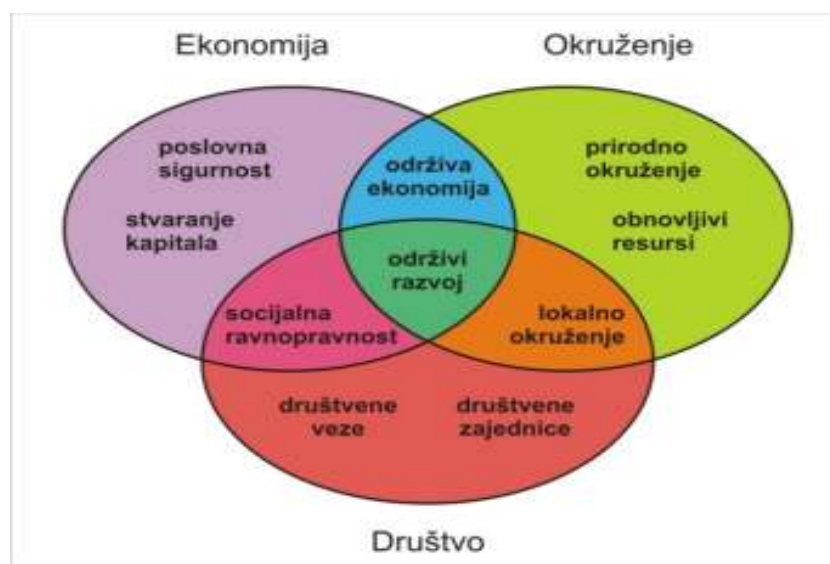 Ekonomija
Okruženje
poslovna
sigurnost
stvaranje
kapitala
održiva
ekonomija
prirodno
okruženje
obnovljivi
resursi
održivi
razvoj
socijalna
ravnopravnost
lokalno
okruženje
društvene
veze
društvene
zajednice
Društvo